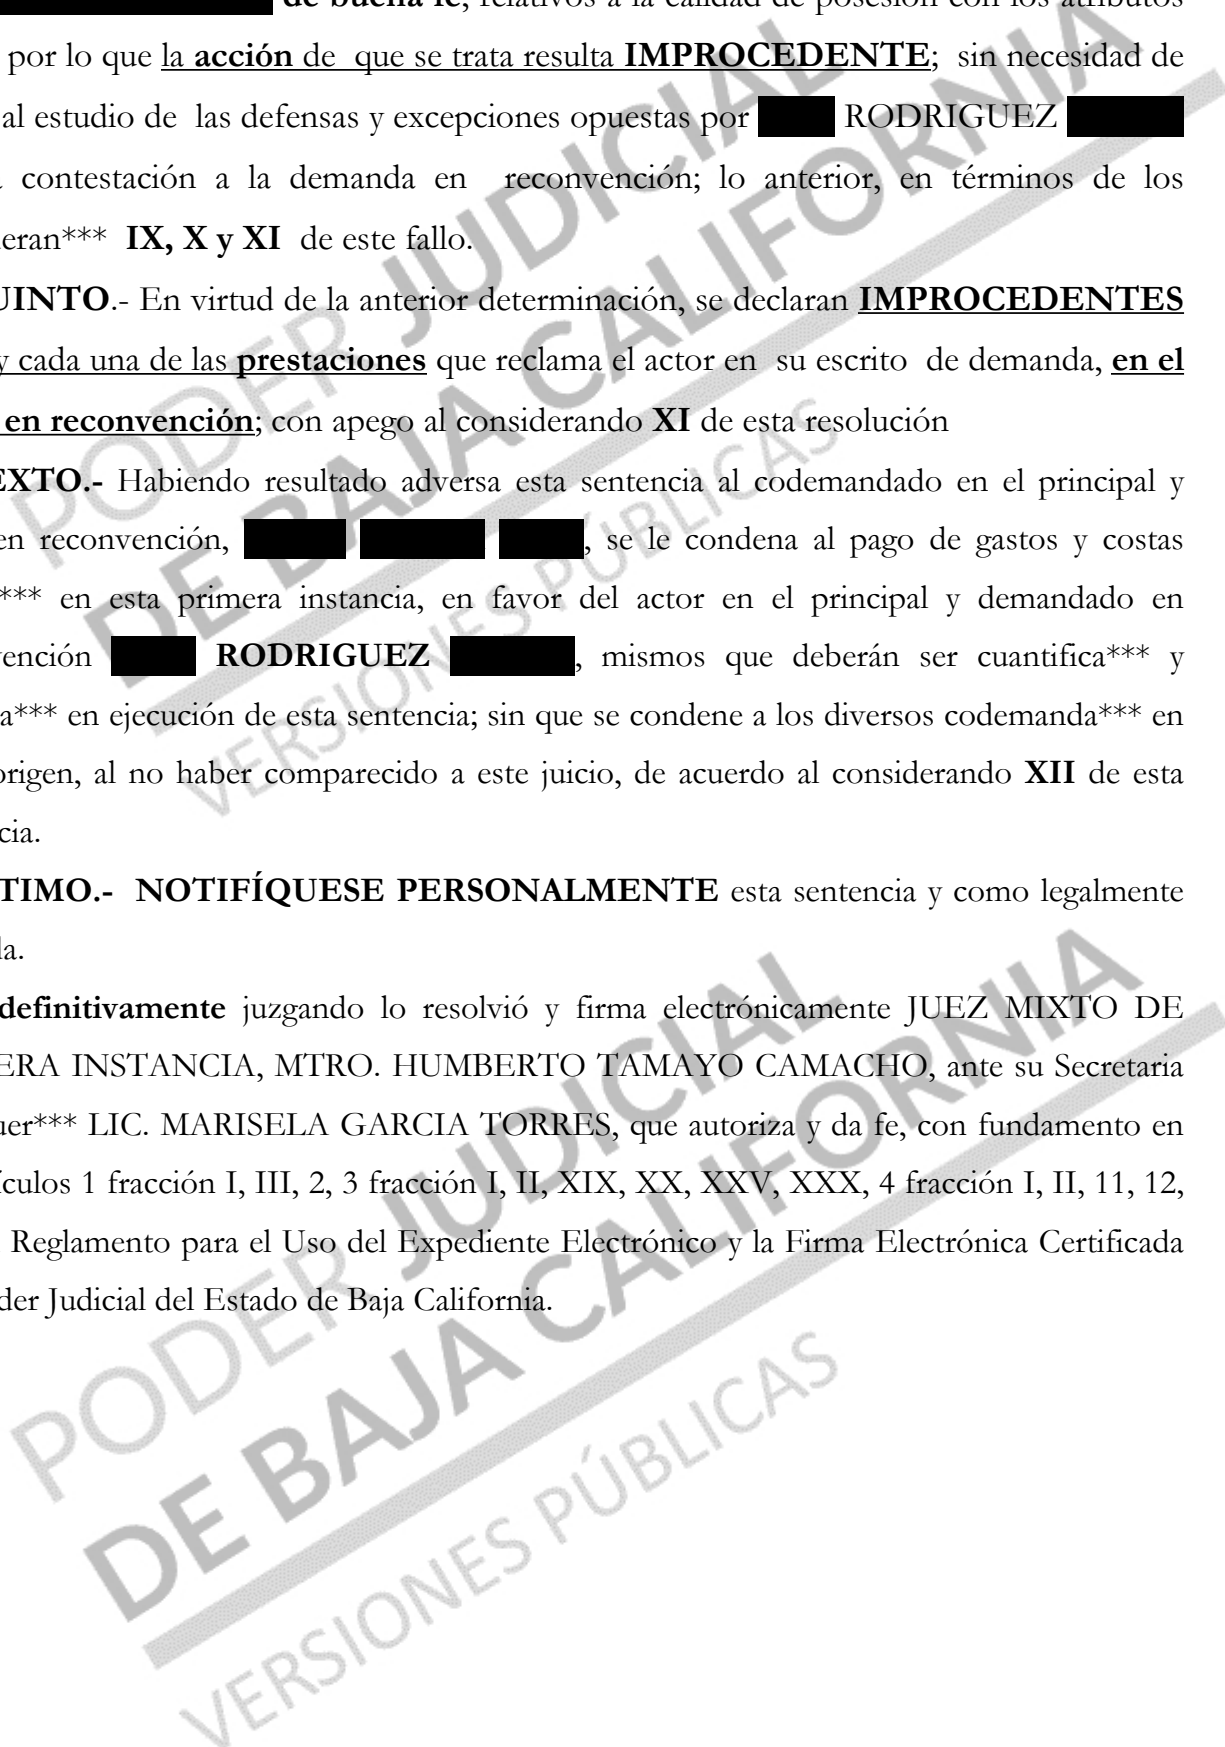 de buena fe; relativos a la calidad de posesión con los atributos
por lo que la acción de que se trata resulta IMPROCEDENTE; sin necesidad de
al estudio de las defensas y excepciones opuestas por RODRIGUEZ
contestación a la demanda en reconvención; lo anterior, en términos de los
eran*** IX, X y XI de este fallo.
UINTO.- En virtud de la anterior determinación, se declaran IMPROCEDENTES
y cada una de las prestaciones que reclama el actor en su escrito de demanda, en el
en reconvención; con apego al considerando XI de esta resolución
EXTO.- Habiendo resultado adversa esta sentencia al codemandado en el principal y
en reconvención, , se le condena al pago de gastos y costas
*** en esta primera instancia, en favor del actor en el principal y demandado en
vención RODRIGUEZ , mismos que deberán ser cuantifica*** y
a*** en ejecución de esta sentencia; sin que se condene a los diversos codemanda*** en
origen, al no haber comparecido a este juicio, de acuerdo al considerando XII de esta
cia.
TIMO.- NOTIFÍQUESE PERSONALMENTE esta sentencia y como legalmente
da.
definitivamente juzgando lo resolvió y firma electrónicamente JUEZ MIXTO DE
ERA INSTANCIA, MTRO. HUMBERTO TAMAYO CAMACHO, ante su Secretaria
uer*** LIC. MARISELA GARCIA TORRES, que autoriza y da fe, con fundamento en
ículos 1 fracción I, III, 2, 3 fracción I, II, XIX, XX, XXV, XXX, 4 fracción I, II, 11, 12,
Reglamento para el Uso del Expediente Electrónico y la Firma Electrónica Certificada
der Judicial del Estado de Baja California.
PODER JUDICIAL
DE BAJA CALIFORNIA
VERSIONES PÚBLICAS
PODER JUDICIAL
DE BAJA CALIFORNIA
VERSIONES PÚBLICAS